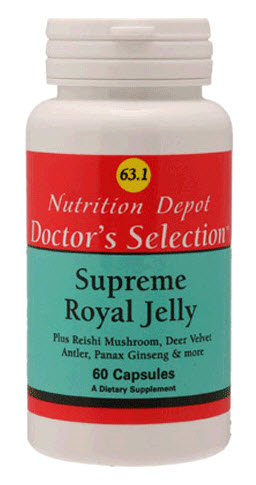 63.1
Nutrition Depot
Doctor's Selection™
Supreme
Royal Jelly
Plus Reishi Mushroom, Deer Velvet
Antler, Panax Ginseng & more
60 Capsules
A Dietary Supplement